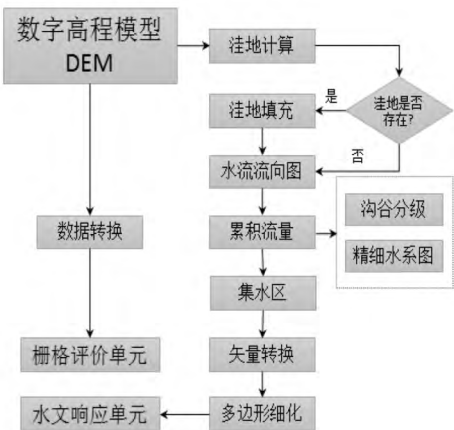 数字高程模型
DEM
洼地计算
洼地是否
存在?
是
洼地填充
否
水流流向图
沟谷分级
数据转换
累积流量
精细水系图
集水区
栅格评价单元
矢量转换
水文响应单元
多边形细化